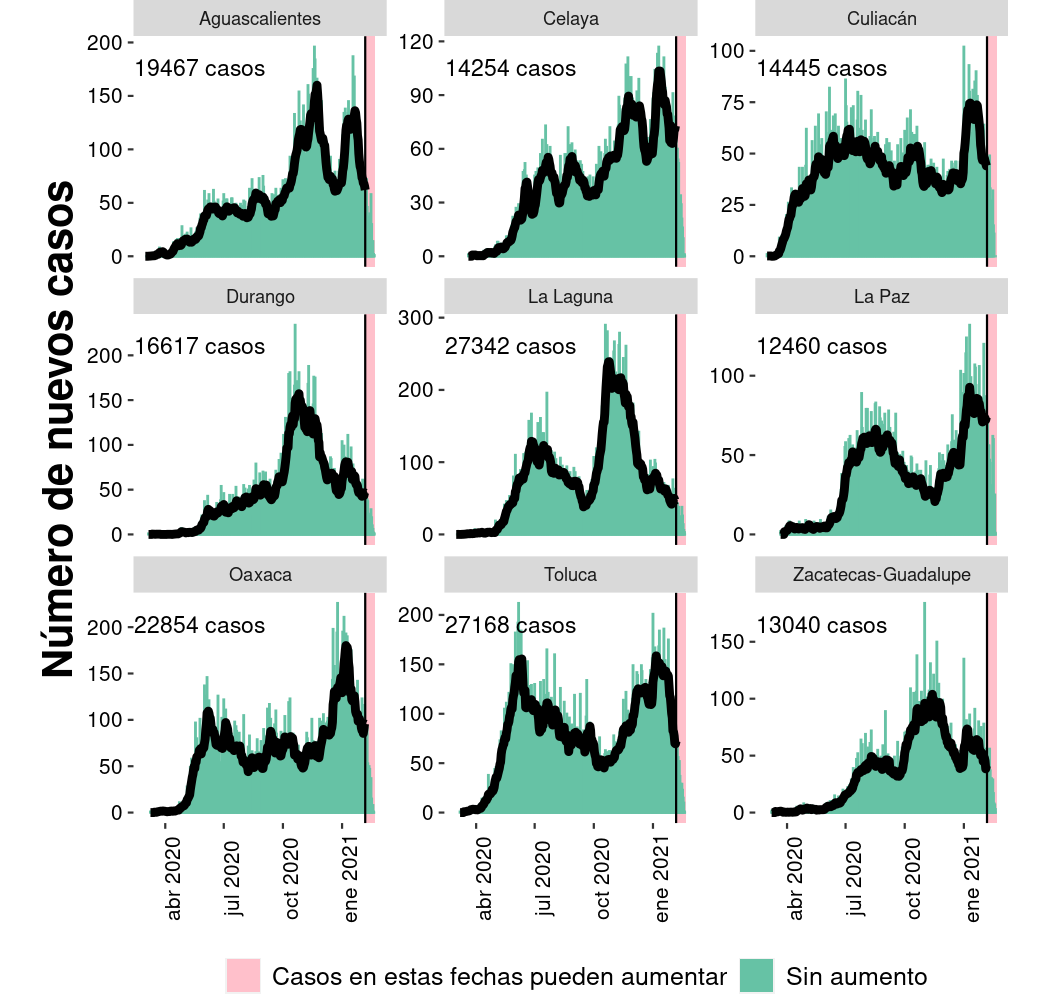 Número de nuevos casos
Aguascalientes
Celaya
Culiacán
200
150
100
50
0
19467 casos
120
90
60
30
0
14254 casos
100
75
50
25
0
14445 casos
Durango
La Laguna
La Paz
200
150
100
50
0
16617 casos
300
200
100
0
27342 casos
100
50
0
12460 casos
Oaxaca
Toluca
Zacatecas-Guadalupe
200
150
100
50
0
22854 casos
200
150
100
50
0
27168 casos
150
100
50
0
13040 casos
abr 2020
jul 2020
oct 2020
ene 2021
abr 2020
jul 2020
oct 2020
ene 2021
abr 2020
jul 2020
oct 2020
ene 2021
Casos en estas fechas pueden aumentar
Sin aumento